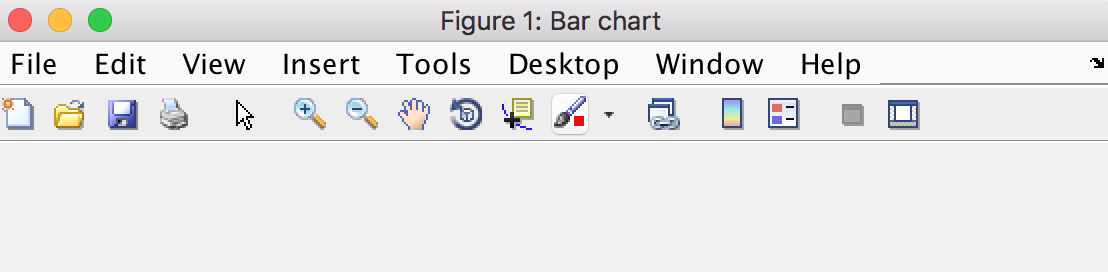 Figure 1: Bar chart
File Edit View Insert Tools Desktop Window Help